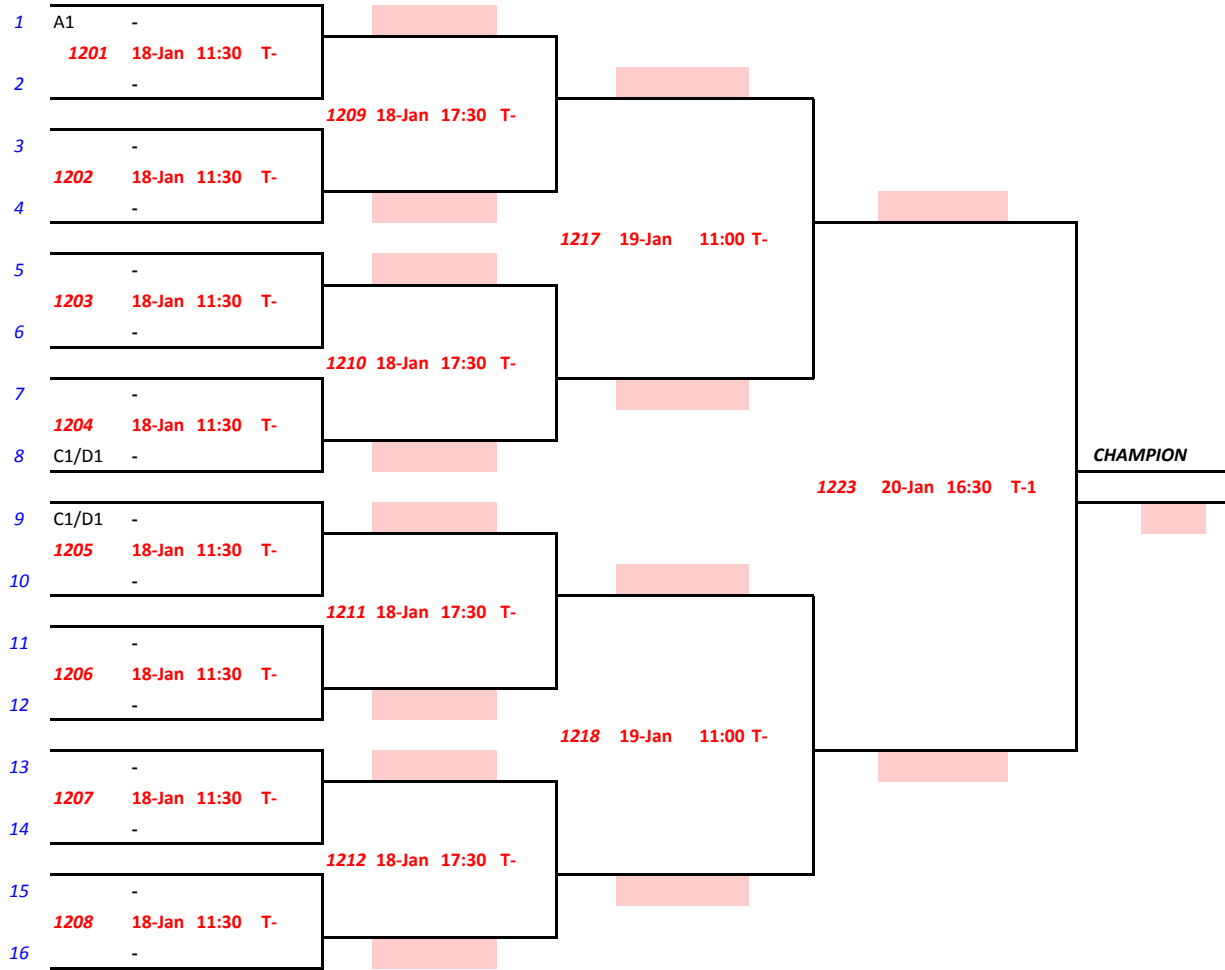 1 A1 -
1201 18-Jan 11:30 T-
2 -
1209 18-Jan 17:30 T-
3 -
1202 18-Jan 11:30 T-
4 -
1217 19-Jan 11:00 T-
5 -
1203 18-Jan 11:30 T-
6 -
1210 18-Jan 17:30 T-
7 -
1204 18-Jan 11:30 T-
8 C1/D1 -
CHAMPION
1223 20-Jan 16:30 T-1
9 C1/D1 -
1205 18-Jan 11:30 T-
10 -
1211 18-Jan 17:30 T-
11 -
1206 18-Jan 11:30 T-
12 -
1218 19-Jan 11:00 T-
13 -
1207 18-Jan 11:30 T-
14 -
1212 18-Jan 17:30 T-
15 -
1208 18-Jan 11:30 T-
16 -